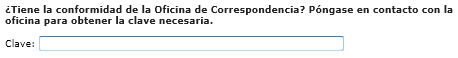 ¿Tiene la conformidad de la Oficina de Correspondencia? Póngase en contacto con la
oficina para obtener la clave necesaria.
Clave: